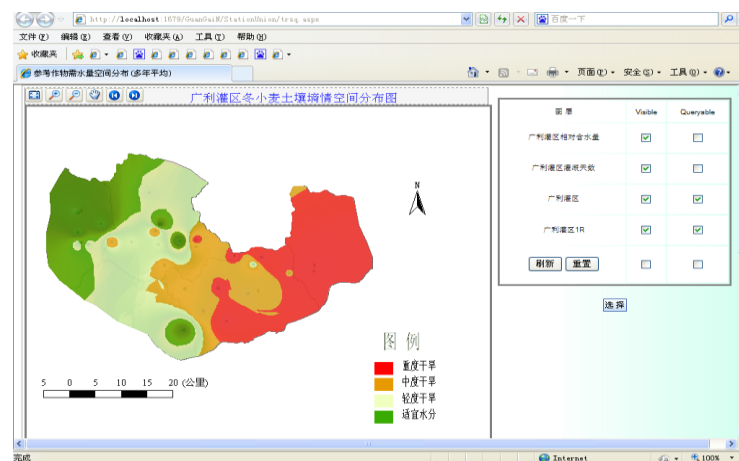 http://localhost:1679/GuanGaiN/StationUnion/trsq.aspx
百度一下
文件(F) 编辑(E) 查看(V) 收藏夹(A) 工具(T) 帮助(H)
收藏夹
参考作物需水量空间分布(多年平均)
页面(P) 安全(S) 工具(O)
广利灌区冬小麦土壤墒情空间分布图
N
图 例
重度干旱
中度干旱
轻度干旱
适宜水分
5 0 5 10 15 20 (公里)
图 层 Visible Queryable
广利灌区相对含水量
广利灌区灌溉天数
广利灌区
广利灌区1R
刷新 重置
选 择
完成 Internet 100%